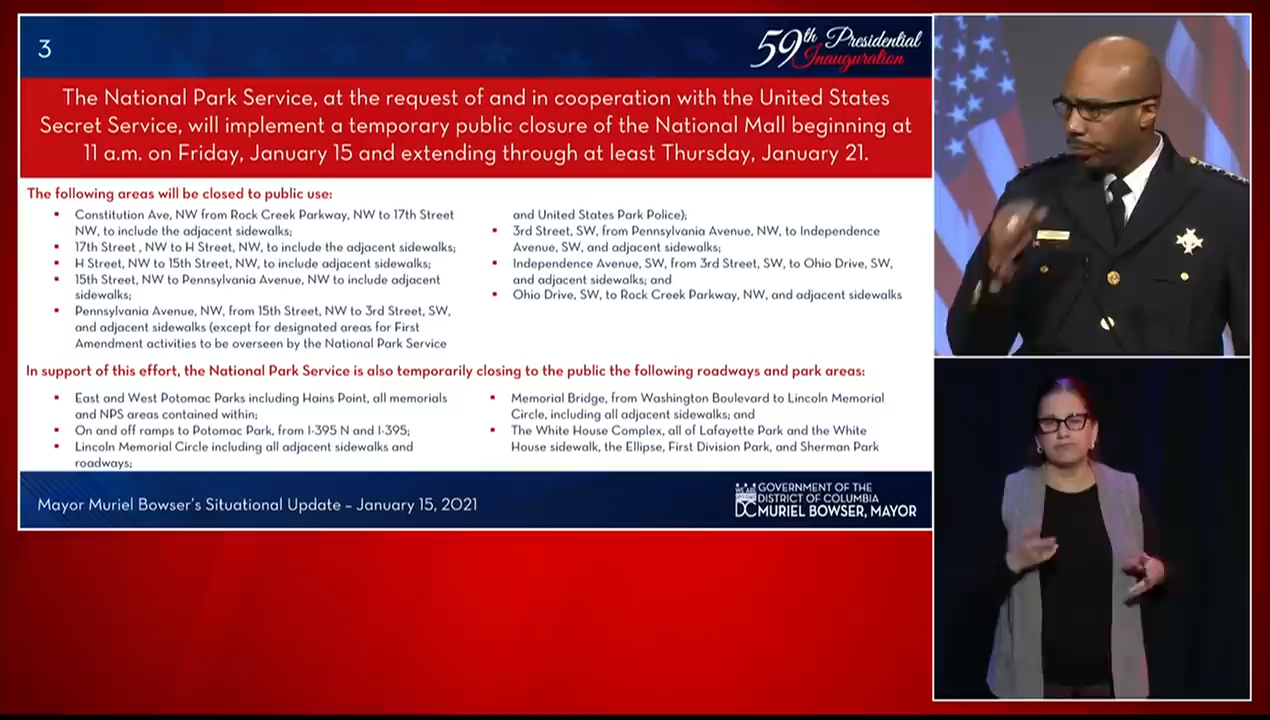 3
59th Presidential
Inauguration
The National Park Service, at the request of and in cooperation with the United States
Secret Service, will implement a temporary public closure of the National Mall beginning at
11 a.m. on Friday, January 15 and extending through at least Thursday, January 21.
The following areas will be closed to public use:
▪ Constitution Ave, NW from Rock Creek Parkway, NW to 17th Street
NW, to include the adjacent sidewalks;
▪ 17th Street , NW to H Street, NW, to include the adjacent sidewalks;
▪ H Street, NW to 15th Street, NW, to include adjacent sidewalks;
▪ 15th Street, NW to Pennsylvania Avenue, NW to include adjacent
sidewalks;
▪ Pennsylvania Avenue, NW, from 15th Street, NW to 3rd Street, SW,
and adjacent sidewalks (except for designated areas for First
Amendment activities to be overseen by the National Park Service
and United States Park Police);
▪ 3rd Street, SW, from Pennsylvania Avenue, NW, to Independence
Avenue, SW, and adjacent sidewalks;
▪ Independence Avenue, SW, from 3rd Street, SW, to Ohio Drive, SW,
and adjacent sidewalks; and
▪ Ohio Drive, SW, to Rock Creek Parkway, NW, and adjacent sidewalks
In support of this effort, the National Park Service is also temporarily closing to the public the following roadways and park areas:
▪ East and West Potomac Parks including Hains Point, all memorials
and NPS areas contained within;
▪ On and off ramps to Potomac Park, from I-395 N and I-395;
▪ Lincoln Memorial Circle including all adjacent sidewalks and
roadways;
▪ Memorial Bridge, from Washington Boulevard to Lincoln Memorial
Circle, including all adjacent sidewalks; and
▪ The White House Complex, all of Lafayette Park and the White
House sidewalk, the Ellipse, First Division Park, and Sherman Park
Mayor Muriel Bowser's Situational Update – January 15, 2021
WE ARE
WASHINGTON
DC
GOVERNMENT OF THE
DISTRICT OF COLUMBIA
MURIEL BOWSER, MAYOR